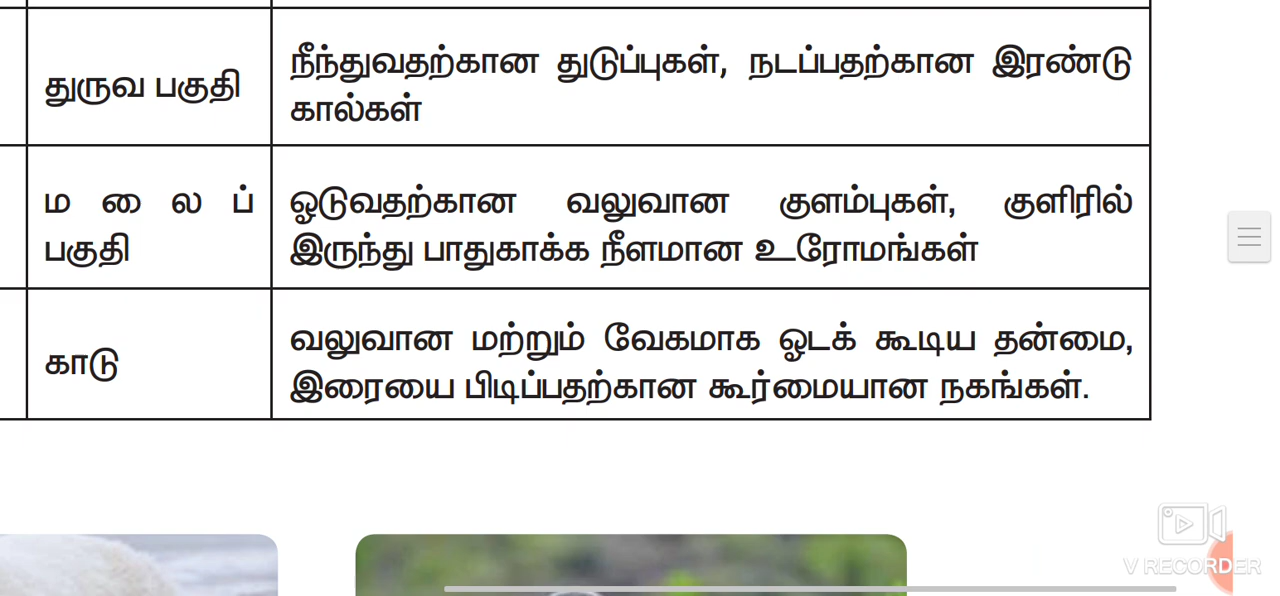 துருவ பகுதி
நீந்துவதற்கான துடுப்புகள், நடப்பதற்கான இரண்டு
கால்கள்
மலைப்
பகுதி
ஓடுவதற்கான வலுவான குளம்புகள், குளிரில்
இருந்து பாதுகாக்க நீளமான உரோமங்கள்
காடு
வலுவான மற்றும் வேகமாக ஓடக் கூடிய தன்மை,
இரையை பிடிப்பதற்கான கூர்மையான நகங்கள்.
V RECORDER